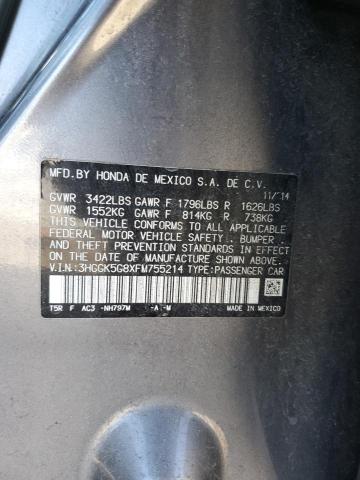 MFD.BY HONDA DE MEXICO S.A. DE C.V.
11/14
GVWR 3422LBS GAWR F 1796LBS R 1626LBS
GVWR 1552KG GAWR F 814KG R 738KG
THIS VEHICLE CONFORMS TO ALL APPLICABLE
FEDERAL MOTOR VEHICLE SAFETY, BUMPER,
AND THEFT PREVENTION STANDARDS IN EFFECT
ON THE DATE OF MANUFACTURE SHOWN ABOVE.
V.I.N.:3HGGK5G8XFM755214 TYPE:PASSENGER CAR
T5R F AC3 -NH797M -A -M
MADE IN MEXICO